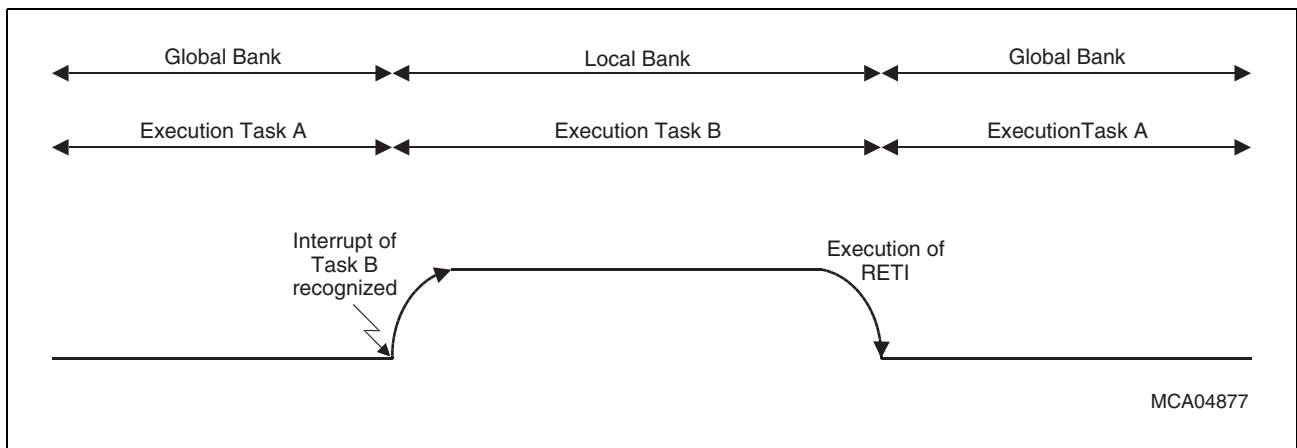 Global Bank
Local Bank
Global Bank
Execution Task A
Execution Task B
ExecutionTask A
Interrupt of
Task B
recognized
Execution of
RETI
MCA04877